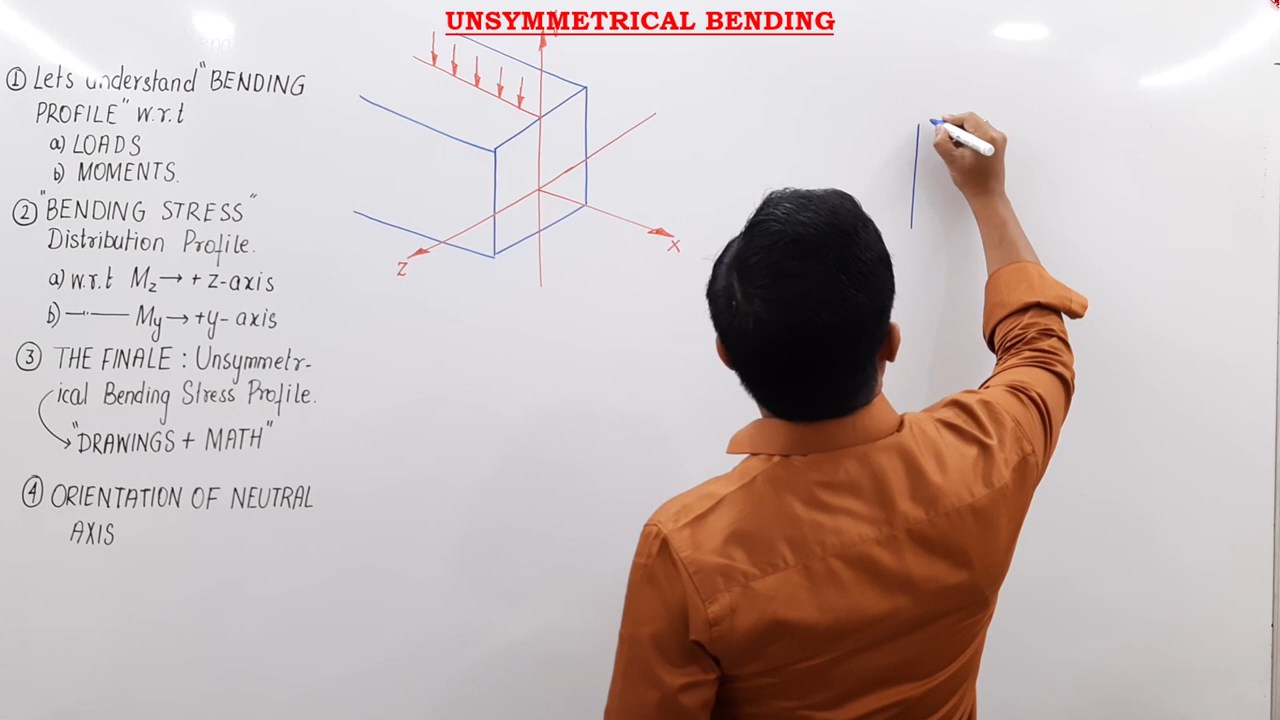 UNSYMMETRICAL BENDING
① Lets understand "BENDING
PROFILE" w.r.t
a) LOADS
b) MOMENTS.
② "BENDING STRESS"
Distribution Profile.
a) w.r.t Mz → + z-axis
b) —"— My → +y- axis
③ THE FINALE : Unsymmetr-
ical Bending Stress Profile.
"DRAWINGS + MATH"
④ ORIENTATION OF NEUTRAL
AXIS
z
x